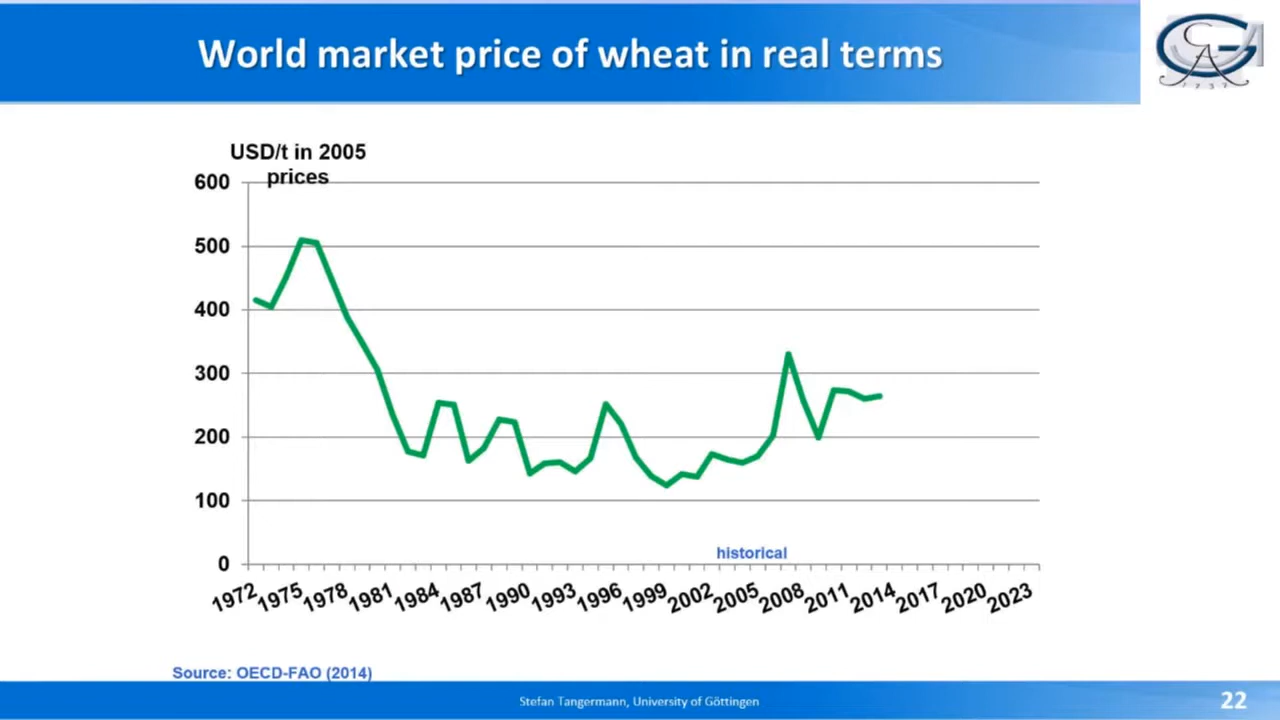 World market price of wheat in real terms
USD/t in 2005
prices
600
500
400
300
200
100
0
historical
1972 1975 1978 1981 1984 1987 1990 1993 1996 1999 2002 2005 2008 2011 2014 2017 2020 2023
Source: OECD-FAO (2014)
Stefan Tangermann, University of Göttingen
22